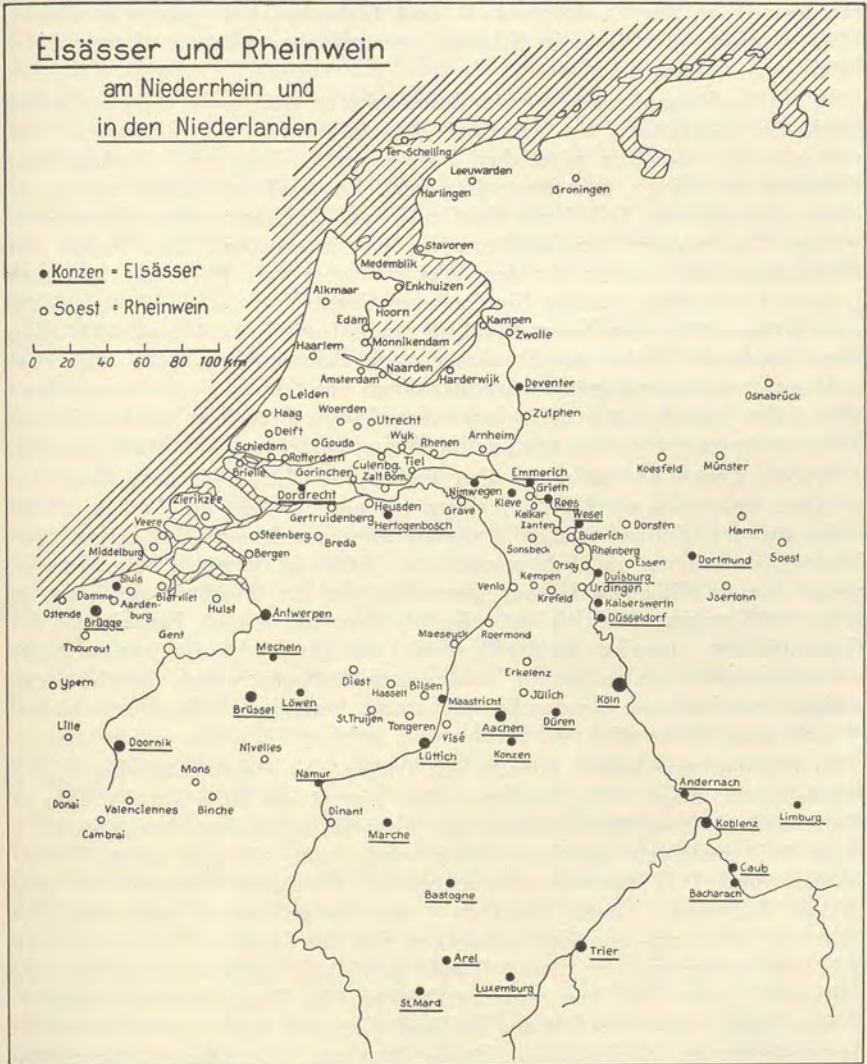 Elsässer und Rheinwein
am Niederrhein und
in den Niederlanden
Konzen = Elsässer
Soest = Rheinwein
0 20 40 60 80 100 km
Ter-Schelling
Leeuwarden
Harlingen
Groningen
Stavoren
Medemblik
Enkhuizen
Alkmaar
Hoorn
Edam
Kampen
Zwolle
Monnikendam
Haarlem
Naarden
Amsterdam
Harderwijk
Deventer
Osnabrück
Leiden
Woerden
Haag
Utrecht
Zutphen
Delft
Gouda
Wyk
Rhenen
Arnheim
Schiedam
Rotterdam
Koesfeld
Münster
Brielle
Culenbg.
Tiel
Gorinchen
Zalt Böm.
Emmerich
Nimwegen
Grieth
Dordrecht
Kleve
Rees
Zierikzee
Heusden
Grave
Kalkar
Wesel
Gertruidenberg
Hertogenbosch
Xanten
Dorsten
Hamm
Veere
Steenberg.
Breda
Sonsbeck
Büderich
Middelburg
Bergen
Rheinberg
Essen
Dortmund
Soest
Orsoy
Sluis
Duisburg
Damme
Biervliet
Venlo
Kempen
Urdingen
Aarden-
burg
Hulst
Krefeld
Kaiserswerth
Jserlohn
Ostende
Brügge
Antwerpen
Düsseldorf
Thourout
Gent
Roermond
Maeseyck
Mecheln
Erkelenz
Diest
Ypern
Hasselt
Bilsen
Jülich
Köln
Brüssel
Löwen
Maastricht
St.Truijen
Tongeren
Aachen
Düren
Lille
Visé
Doornik
Lüttich
Konzen
Nivelles
Mons
Namur
Andernach
Donai
Valenciennes
Binche
Limburg
Cambrai
Dinant
Marche
Koblenz
Caub
Bastogne
Bacharach
Trier
Arel
Luxemburg
St.Mard